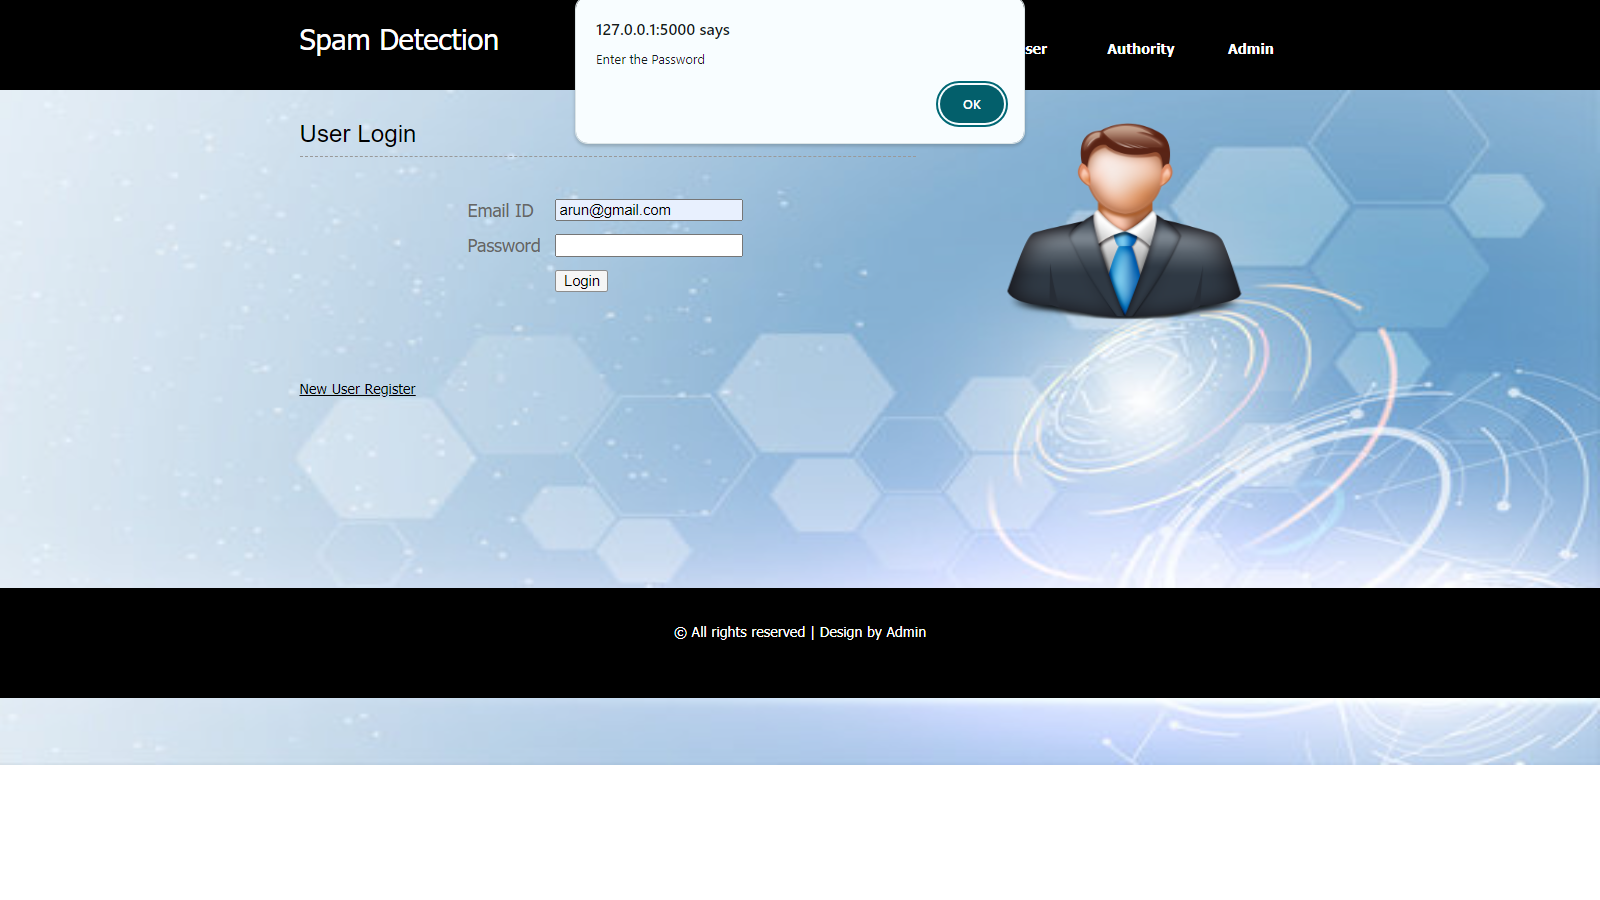 Spam Detection
127.0.0.1:5000 says
Enter the Password
OK
Authority
Admin
User Login
Email ID
arun@gmail.com
Password
Login
New User Register
© All rights reserved | Design by Admin